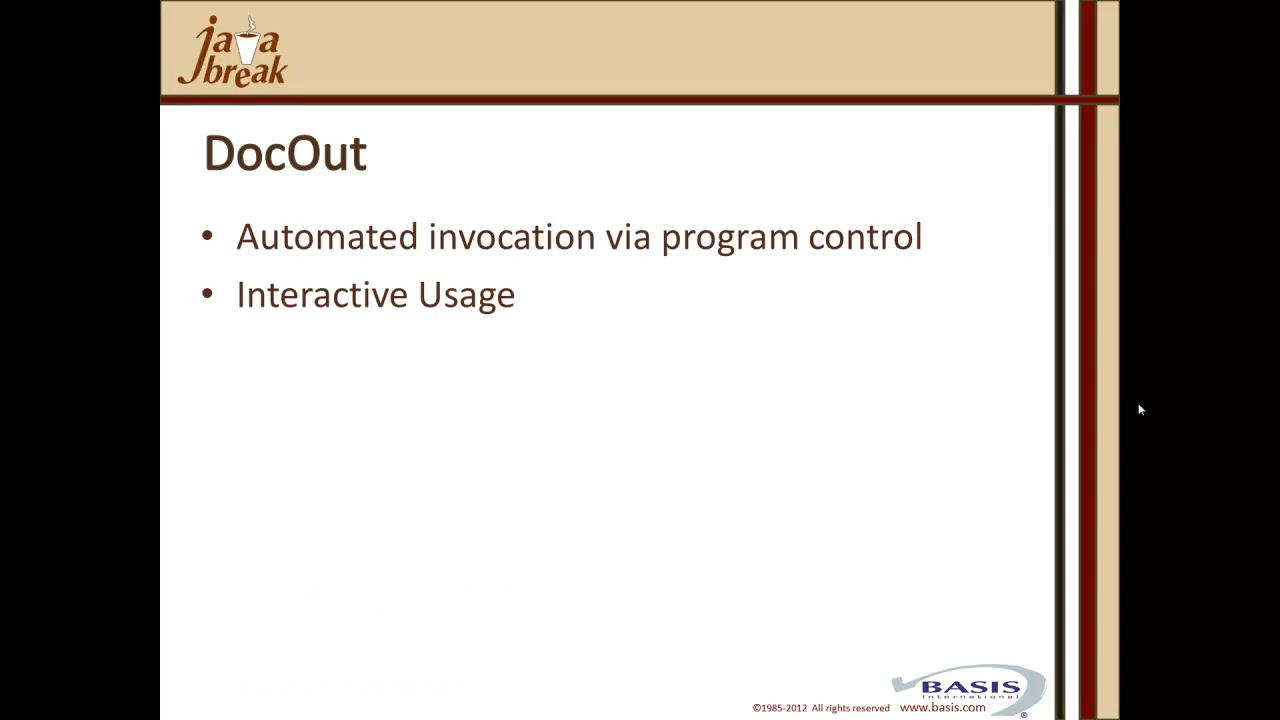 java
break
DocOut
• Automated invocation via program control
• Interactive Usage
BASIS
International
®
©1985-2012 All rights reserved www.basis.com